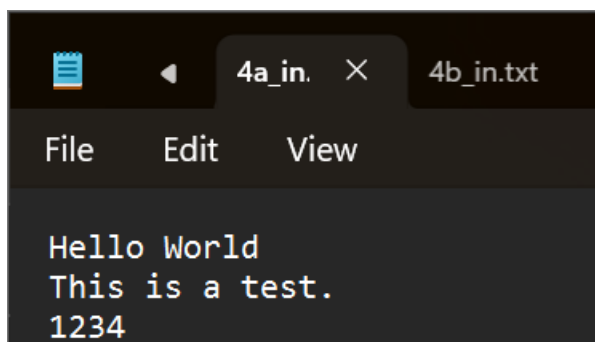 4a_in. 4b_in.txt
File Edit View
Hello World
This is a test.
1234